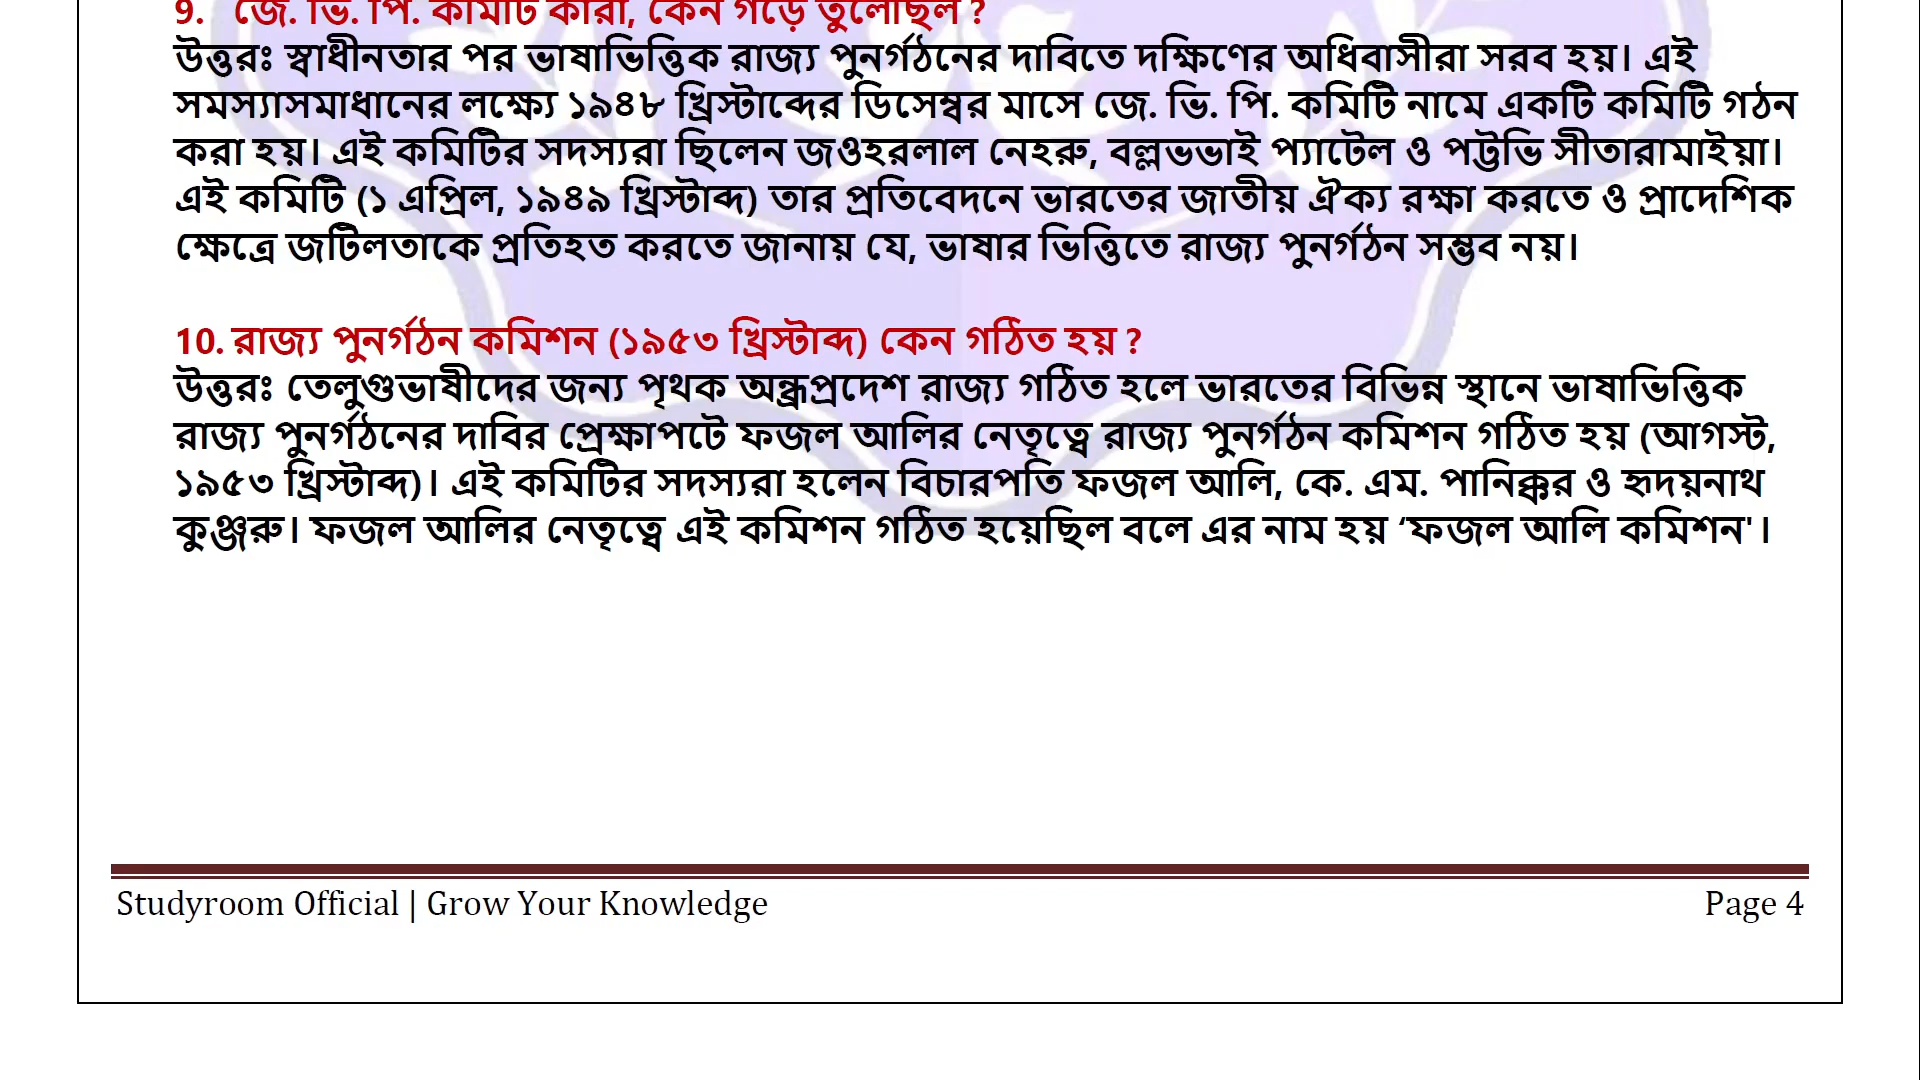 9. জে. ভি. পি. কমিটি কারা, কেন গড়ে তুলেছিল ?
উত্তরঃ স্বাধীনতার পর ভাষাভিত্তিক রাজ্য পুনর্গঠনের দাবিতে দক্ষিণের অধিবাসীরা সরব হয়। এই
সমস্যাসমাধানের লক্ষ্যে ১৯৪৮ খ্রিস্টাব্দের ডিসেম্বর মাসে জে. ভি. পি. কমিটি নামে একটি কমিটি গঠন
করা হয়। এই কমিটির সদস্যরা ছিলেন জওহরলাল নেহরু, বল্লভভাই প্যাটেল ও পট্টভি সীতারামাইয়া।
এই কমিটি (১ এপ্রিল, ১৯৪৯ খ্রিস্টাব্দ) তার প্রতিবেদনে ভারতের জাতীয় ঐক্য রক্ষা করতে ও প্রাদেশিক
ক্ষেত্রে জটিলতাকে প্রতিহত করতে জানায় যে, ভাষার ভিত্তিতে রাজ্য পুনর্গঠন সম্ভব নয়।
10. রাজ্য পুনর্গঠন কমিশন (১৯৫৩ খ্রিস্টাব্দ) কেন গঠিত হয় ?
উত্তরঃ তেলুগুভাষীদের জন্য পৃথক অন্ধ্রপ্রদেশ রাজ্য গঠিত হলে ভারতের বিভিন্ন স্থানে ভাষাভিত্তিক
রাজ্য পুনর্গঠনের দাবির প্রেক্ষাপটে ফজল আলির নেতৃত্বে রাজ্য পুনর্গঠন কমিশন গঠিত হয় (আগস্ট,
১৯৫৩ খ্রিস্টাব্দ)। এই কমিটির সদস্যরা হলেন বিচারপতি ফজল আলি, কে. এম. পানিক্কর ও হৃদয়নাথ
কুঞ্জরু। ফজল আলির নেতৃত্বে এই কমিশন গঠিত হয়েছিল বলে এর নাম হয় ‘ফজল আলি কমিশন'।
Studyroom Official | Grow Your Knowledge
Page 4